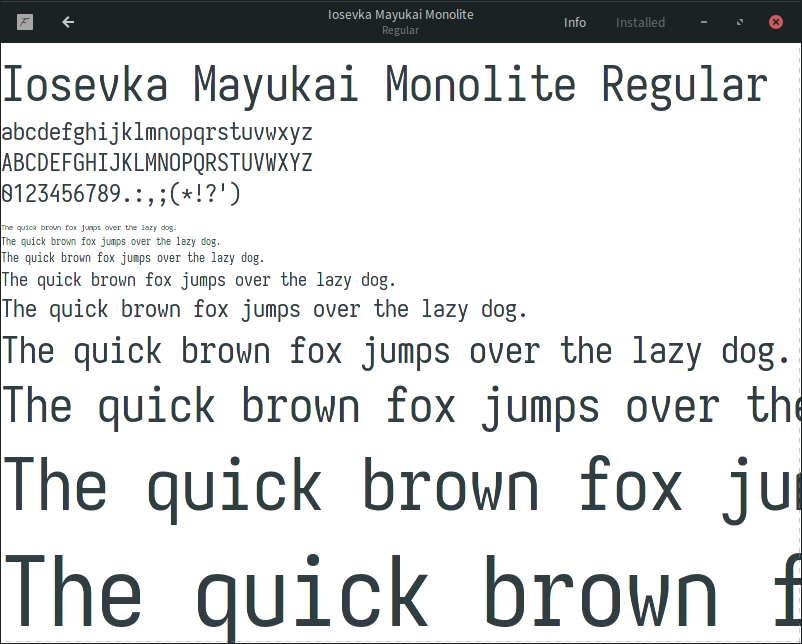 Iosevka Mayukai Monolite
Regular
Info
Installed
Iosevka Mayukai Monolite Regular
abcdefghijklmnopqrstuvwxyz
ABCDEFGHIJKLMNOPQRSTUVWXYZ
0123456789.:,;(*!?')
The quick brown fox jumps over the lazy dog.
The quick brown fox jumps over the lazy dog.
The quick brown fox jumps over the lazy dog.
The quick brown fox jumps over the lazy dog.
The quick brown fox jumps over the lazy dog.
The quick brown fox jumps over the lazy dog.
The quick brown fox jumps over the
The quick brown fox ju
The quick brown f